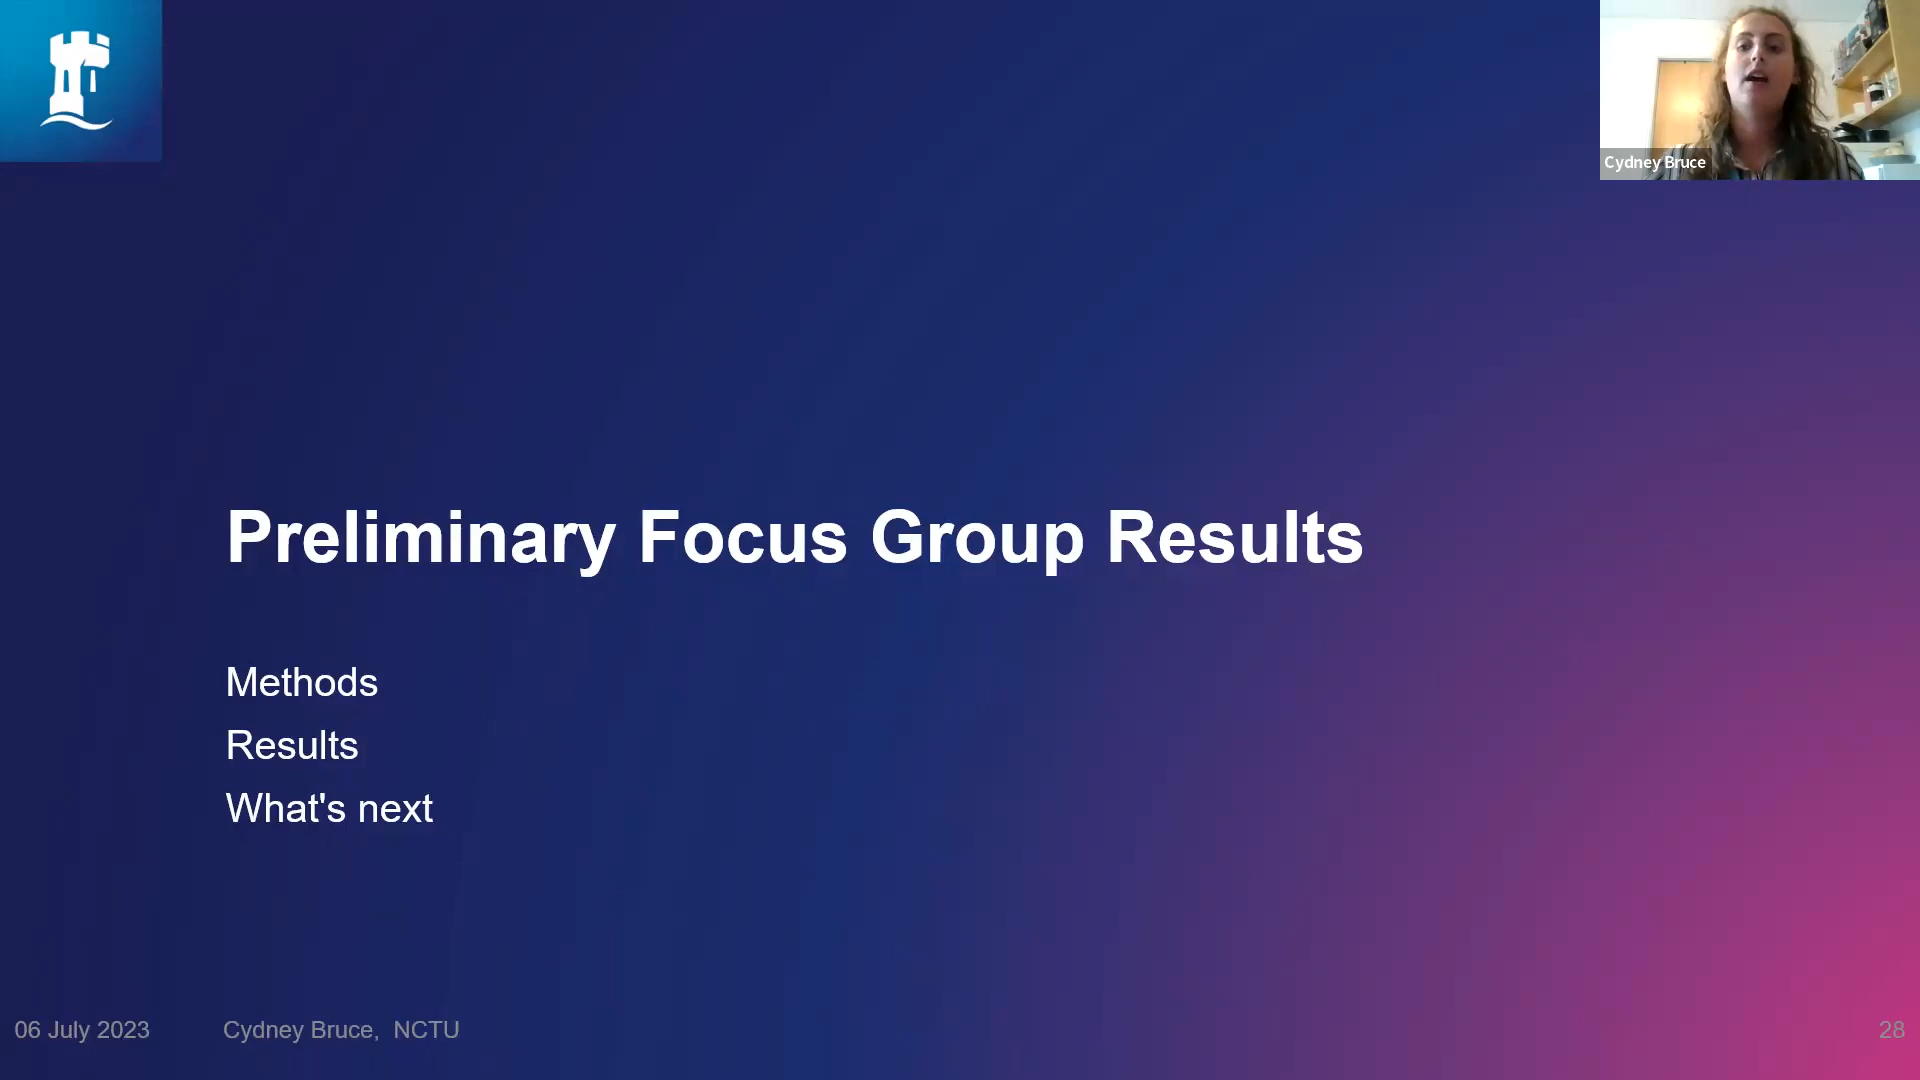 Cydney Bruce
Preliminary Focus Group Results
Methods
Results
What's next
06 July 2023
Cydney Bruce, NCTU
28